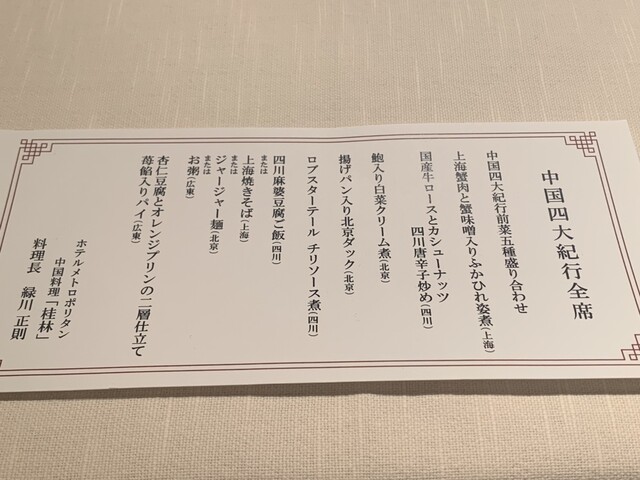 中国四大紀行全席
中国四大紀行前菜五種盛り合わせ
上海蟹肉と蟹味噌入りふかひれ姿煮(上海)
国産牛ロースとカシューナッツ
四川唐辛子炒め(四川)
鮑入り白菜クリーム煮(北京)
揚げパン入り北京ダック(北京)
ロブスターテール チリソース煮(四川)
四川麻婆豆腐ご飯(四川)
または
上海焼きそば(上海)
または
ジャージャー麺(北京)
または
お粥(広東)
杏仁豆腐とオレンジプリンの二層仕立て
苺餡入りパイ(広東)
ホテルメトロポリタン
中国料理「桂林」
料理長 緑川正則